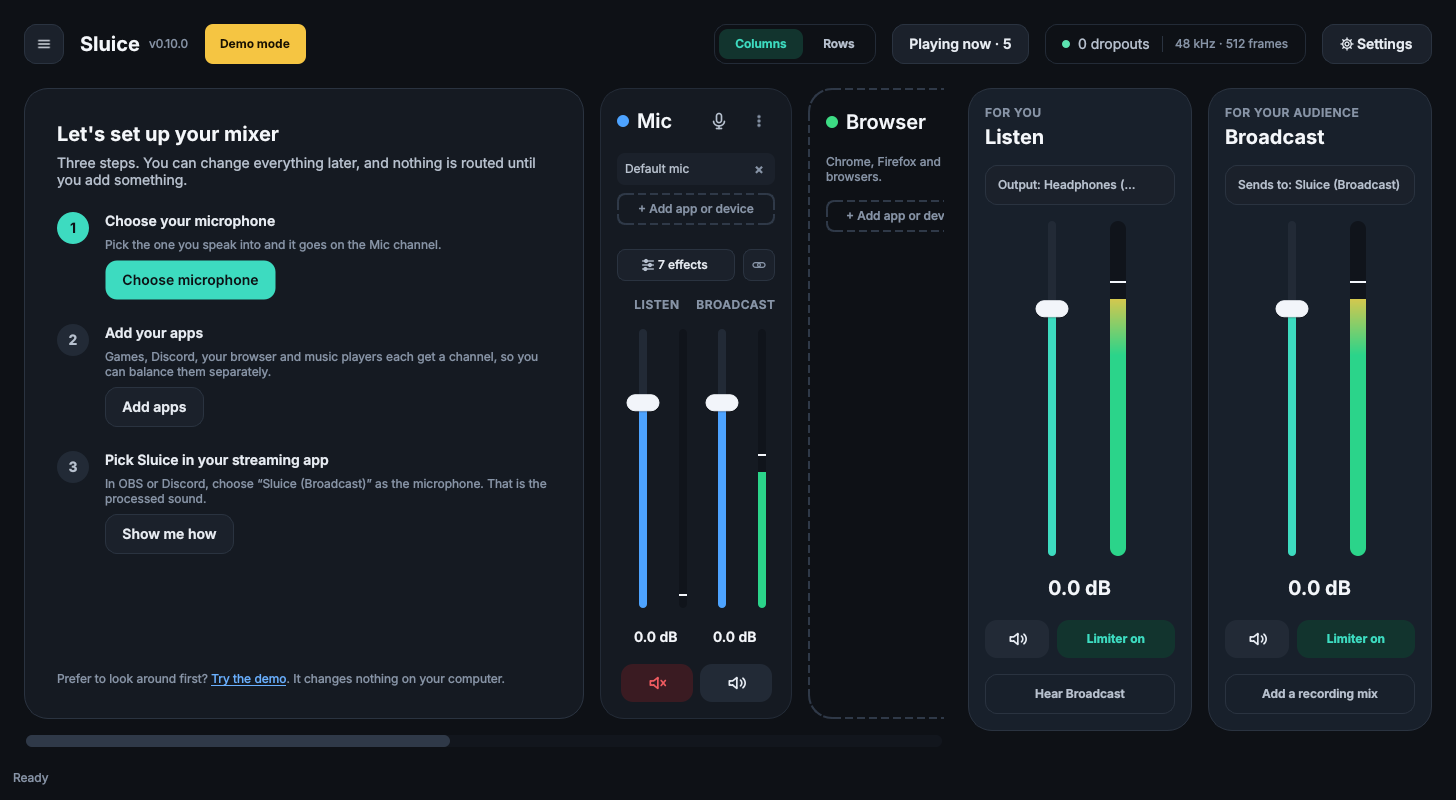 Sluice v0.10.0 Demo mode Columns Rows Playing now · 5 0 dropouts 48 kHz · 512 frames Settings
Let's set up your mixer
Three steps. You can change everything later, and nothing is routed until
you add something.
1 Choose your microphone
Pick the one you speak into and it goes on the Mic channel.
Choose microphone
2 Add your apps
Games, Discord, your browser and music players each get a channel, so you
can balance them separately.
Add apps
3 Pick Sluice in your streaming app
In OBS or Discord, choose “Sluice (Broadcast)” as the microphone. That is the
processed sound.
Show me how
Prefer to look around first? Try the demo. It changes nothing on your computer.
Mic
Default mic ×
+ Add app or device
7 effects
LISTEN BROADCAST
0.0 dB 0.0 dB
Browser
Chrome, Firefox and
browsers.
+ Add app or dev
FOR YOU
Listen
Output: Headphones (...
0.0 dB
Limiter on
Hear Broadcast
FOR YOUR AUDIENCE
Broadcast
Sends to: Sluice (Broadcast)
0.0 dB
Limiter on
Add a recording mix
Ready